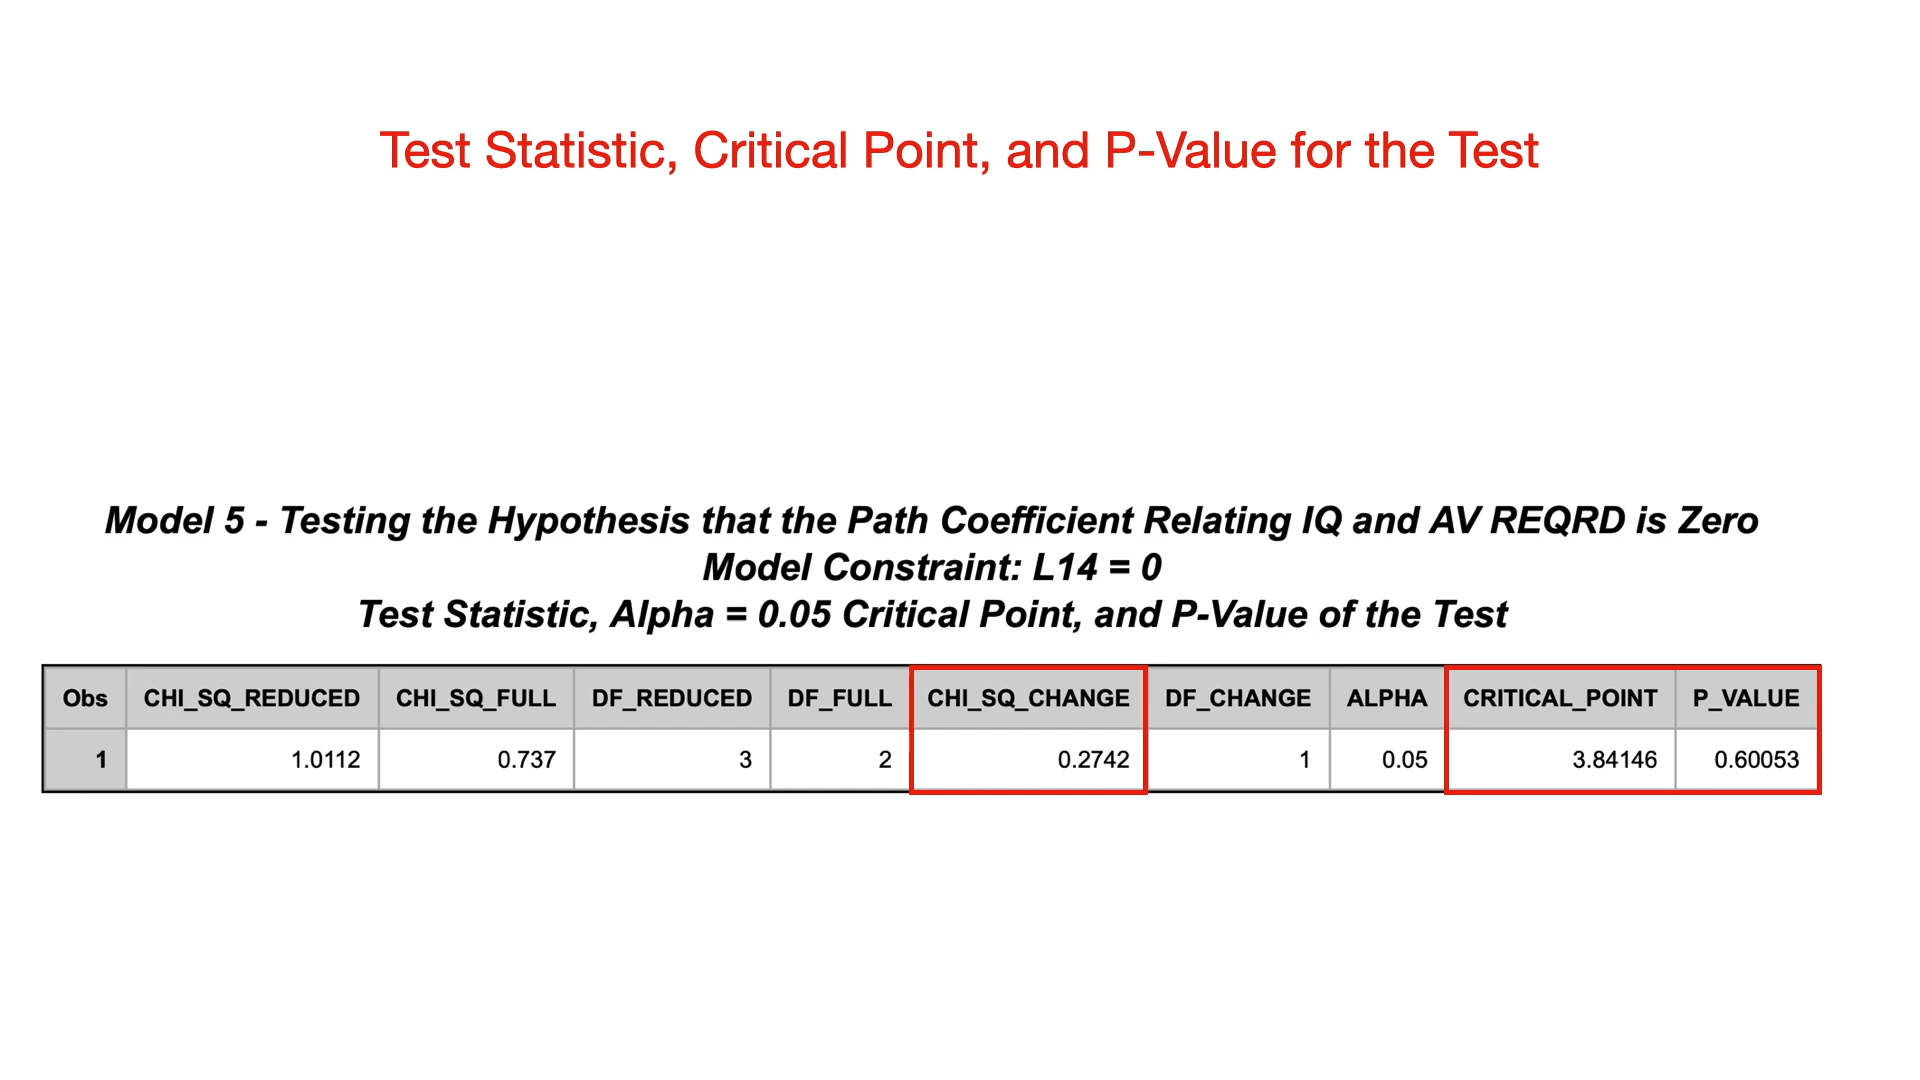 Test Statistic, Critical Point, and P-Value for the Test
Model 5 - Testing the Hypothesis that the Path Coefficient Relating IQ and AV REQRD is Zero
Model Constraint: L14 = 0
Test Statistic, Alpha = 0.05 Critical Point, and P-Value of the Test
Obs CHI_SQ_REDUCED CHI_SQ_FULL DF_REDUCED DF_FULL CHI_SQ_CHANGE DF_CHANGE ALPHA CRITICAL_POINT P_VALUE
1 1.0112 0.737 3 2 0.2742 1 0.05 3.84146 0.60053